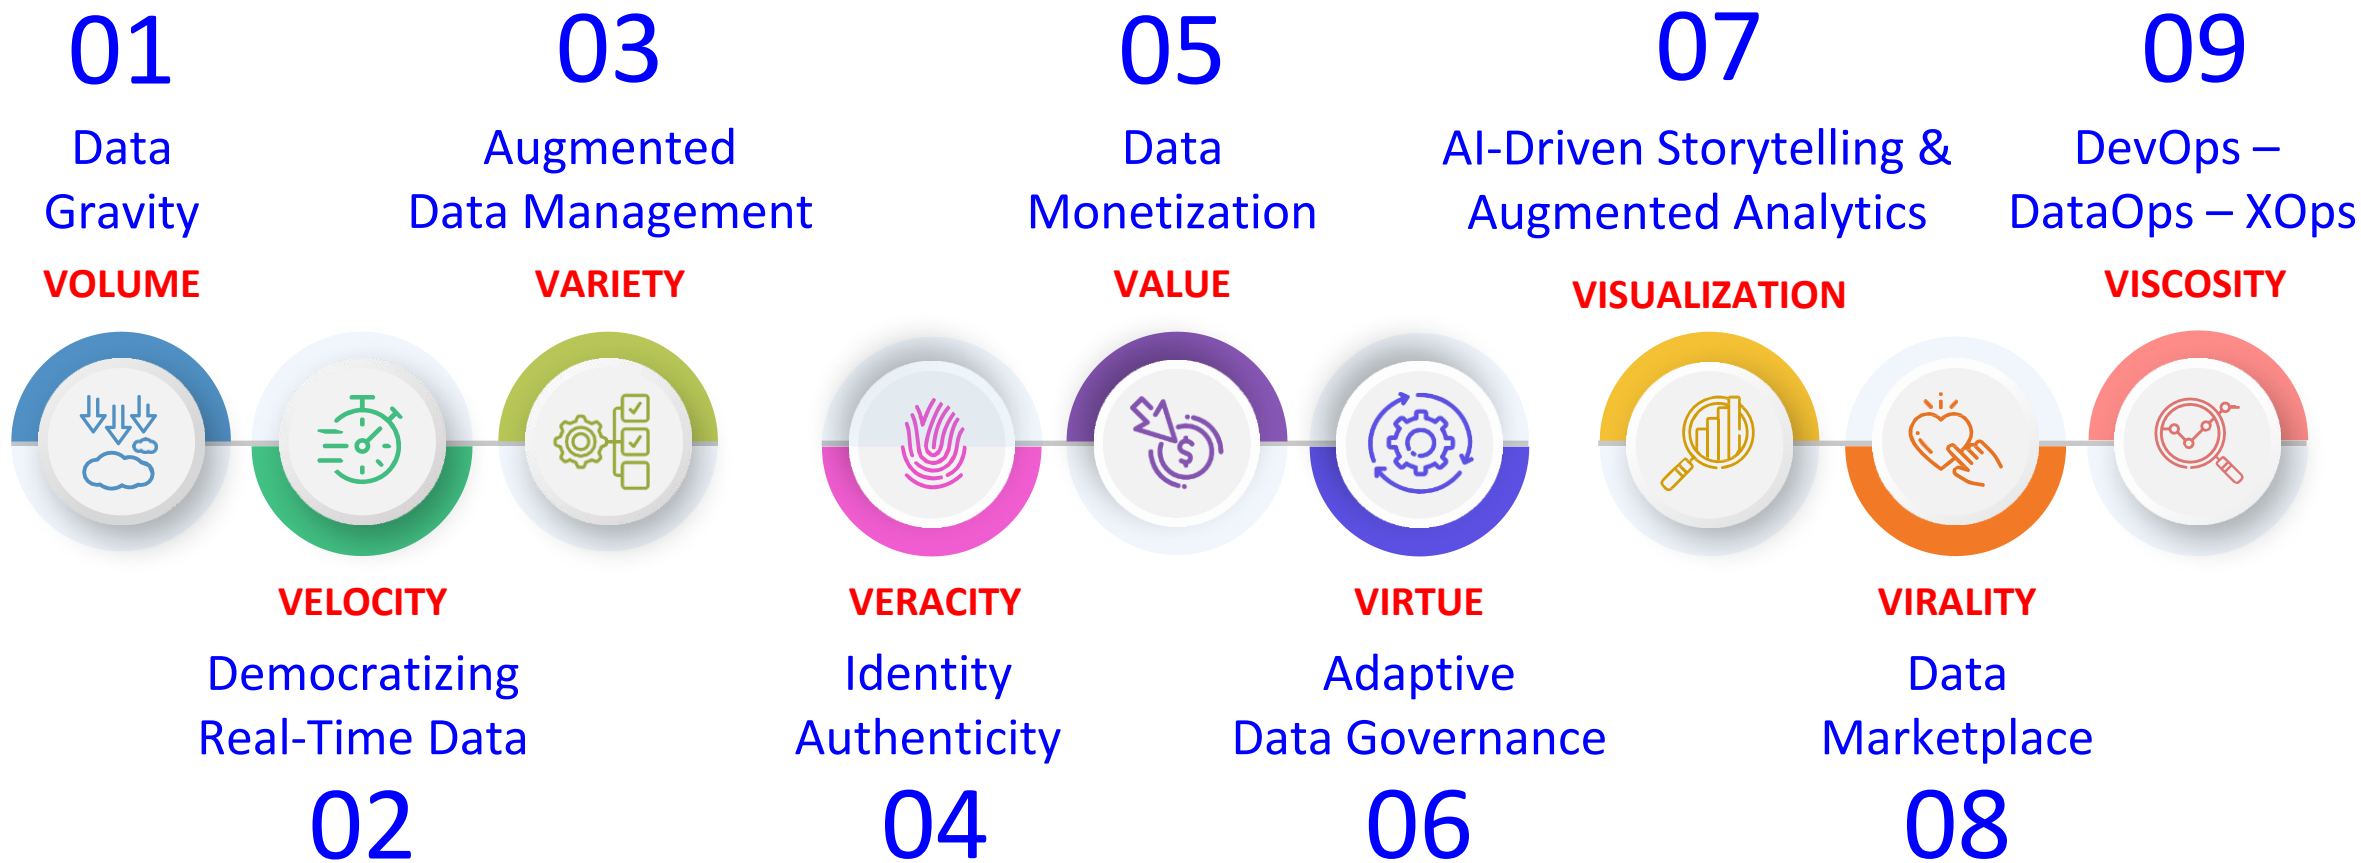 01
Data
Gravity
VOLUME
VELOCITY
Democratizing
Real-Time Data
02
03
Augmented
Data Management
VARIETY
VERACITY
Identity
Authenticity
04
05
Data
Monetization
VALUE
VIRTUE
Adaptive
Data Governance
06
07
AI-Driven Storytelling &
Augmented Analytics
VISUALIZATION
VIRALITY
Data
Marketplace
08
09
DevOps –
DataOps – XOps
VISCOSITY
$